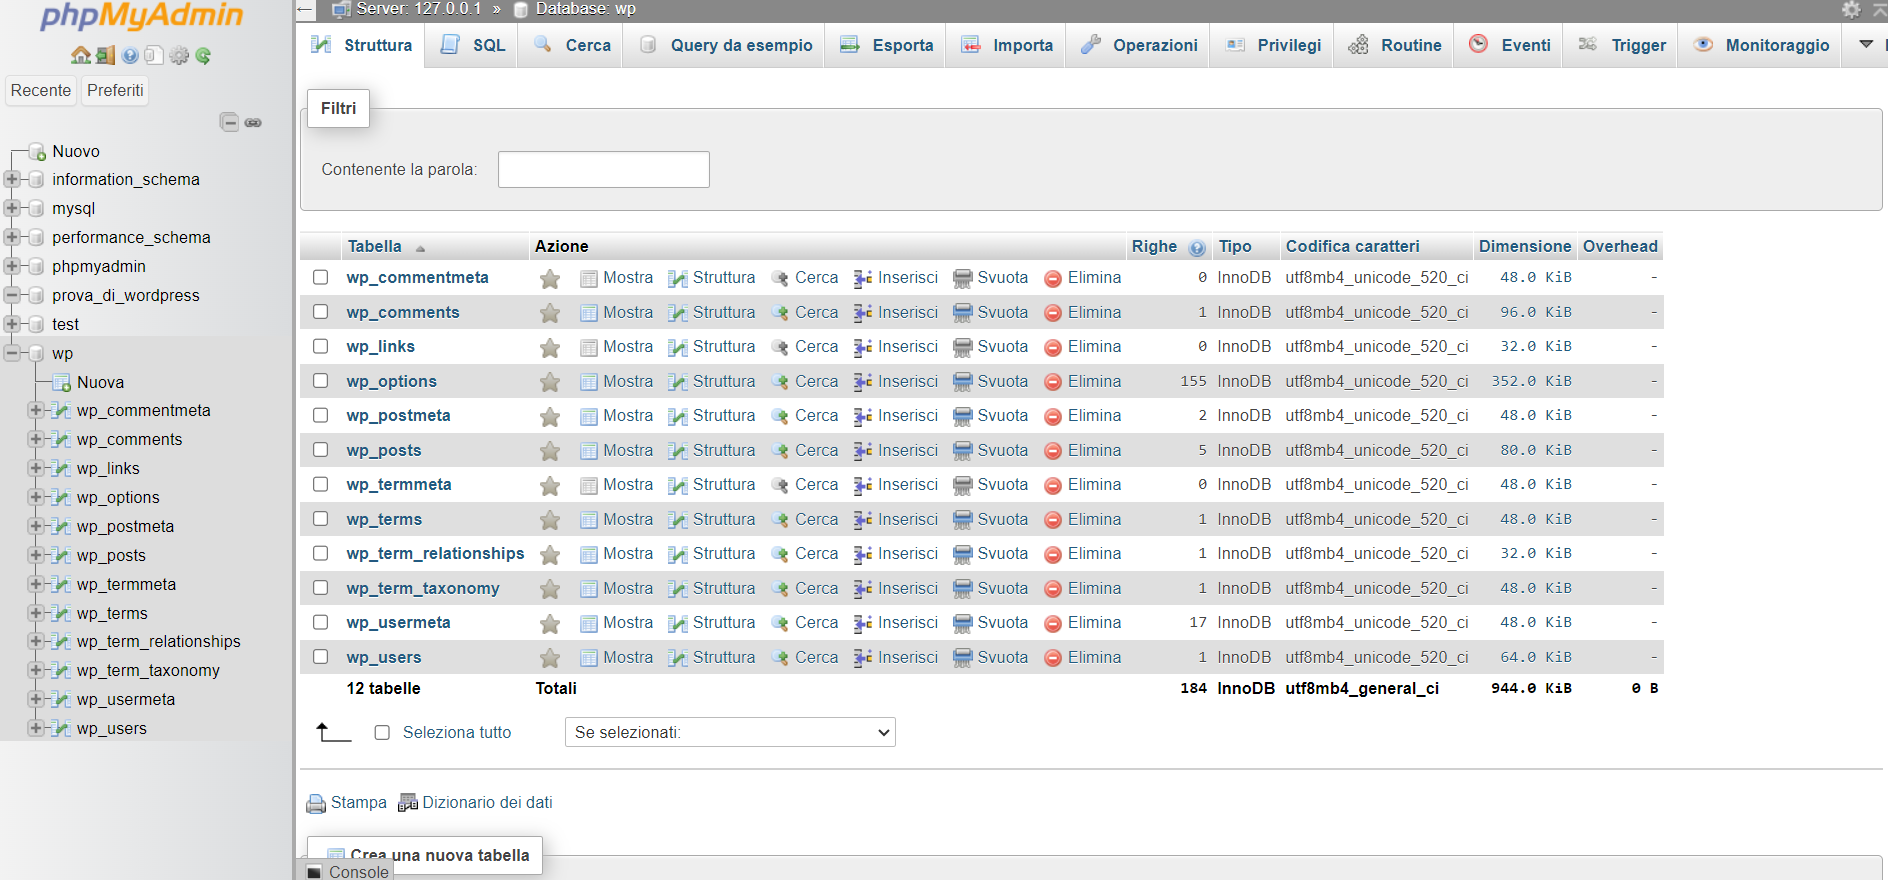 phpMyAdmin
Recente Preferiti
Nuovo
information_schema
mysql
performance_schema
phpmyadmin
prova_di_wordpress
test
wp
Nuova
wp_commentmeta
wp_comments
wp_links
wp_options
wp_postmeta
wp_posts
wp_termmeta
wp_terms
wp_term_relationships
wp_term_taxonomy
wp_usermeta
wp_users
Server: 127.0.0.1 » Database: wp
Struttura SQL Cerca Query da esempio Esporta Importa Operazioni Privilegi Routine Eventi Trigger Monitoraggio
Filtri
Contenente la parola:
Tabella Azione Righe Tipo Codifica caratteri Dimensione Overhead
wp_commentmeta Mostra Struttura Cerca Inserisci Svuota Elimina 0 InnoDB utf8mb4_unicode_520_ci 48.0 KiB -
wp_comments Mostra Struttura Cerca Inserisci Svuota Elimina 1 InnoDB utf8mb4_unicode_520_ci 96.0 KiB -
wp_links Mostra Struttura Cerca Inserisci Svuota Elimina 0 InnoDB utf8mb4_unicode_520_ci 32.0 KiB -
wp_options Mostra Struttura Cerca Inserisci Svuota Elimina 155 InnoDB utf8mb4_unicode_520_ci 352.0 KiB -
wp_postmeta Mostra Struttura Cerca Inserisci Svuota Elimina 2 InnoDB utf8mb4_unicode_520_ci 48.0 KiB -
wp_posts Mostra Struttura Cerca Inserisci Svuota Elimina 5 InnoDB utf8mb4_unicode_520_ci 80.0 KiB -
wp_termmeta Mostra Struttura Cerca Inserisci Svuota Elimina 0 InnoDB utf8mb4_unicode_520_ci 48.0 KiB -
wp_terms Mostra Struttura Cerca Inserisci Svuota Elimina 1 InnoDB utf8mb4_unicode_520_ci 48.0 KiB -
wp_term_relationships Mostra Struttura Cerca Inserisci Svuota Elimina 1 InnoDB utf8mb4_unicode_520_ci 32.0 KiB -
wp_term_taxonomy Mostra Struttura Cerca Inserisci Svuota Elimina 1 InnoDB utf8mb4_unicode_520_ci 48.0 KiB -
wp_usermeta Mostra Struttura Cerca Inserisci Svuota Elimina 17 InnoDB utf8mb4_unicode_520_ci 48.0 KiB -
wp_users Mostra Struttura Cerca Inserisci Svuota Elimina 1 InnoDB utf8mb4_unicode_520_ci 64.0 KiB -
12 tabelle Totali 184 InnoDB utf8mb4_general_ci 944.0 KiB 0 B
Seleziona tutto Se selezionati:
Stampa Dizionario dei dati
Crea una nuova tabella
Console